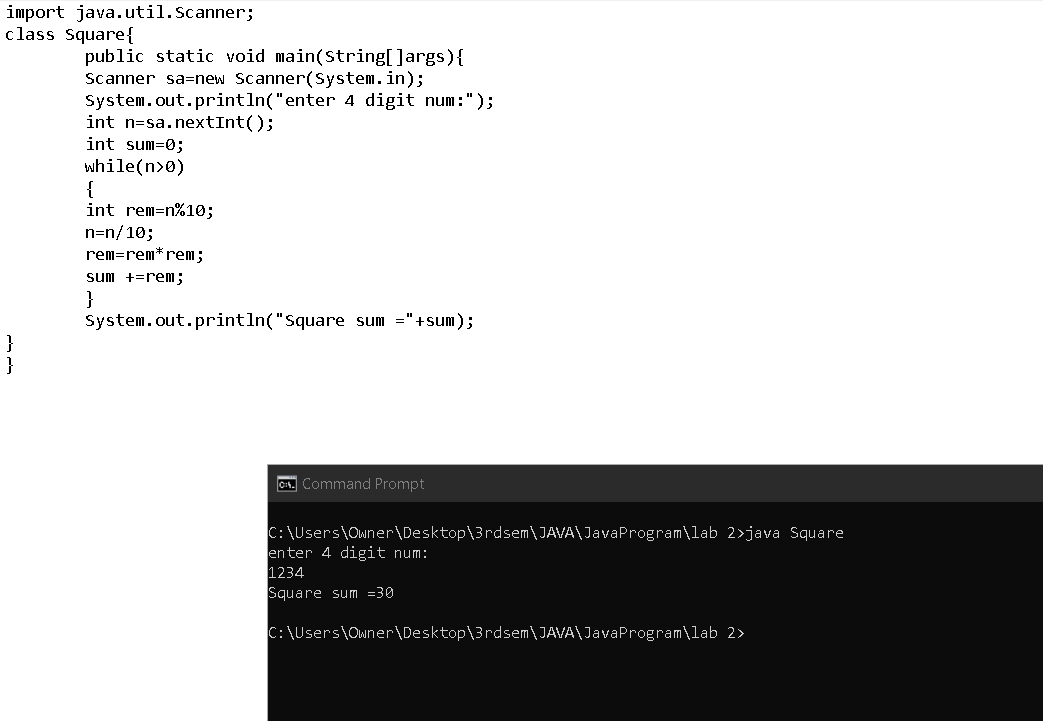 import java.util.Scanner;
class Square{
public static void main(String[]args){
Scanner sa=new Scanner(System.in);
System.out.println("enter 4 digit num:");
int n=sa.nextInt();
int sum=0;
while(n>0)
{
int rem=n%10;
n=n/10;
rem=rem*rem;
sum +=rem;
}
System.out.println("Square sum ="+sum);
}
}
C:\. Command Prompt
C:\Users\Owner\Desktop\3rdsem\JAVA\JavaProgram\lab 2>java Square
enter 4 digit num:
1234
Square sum =30
C:\Users\Owner\Desktop\3rdsem\JAVA\JavaProgram\lab 2>